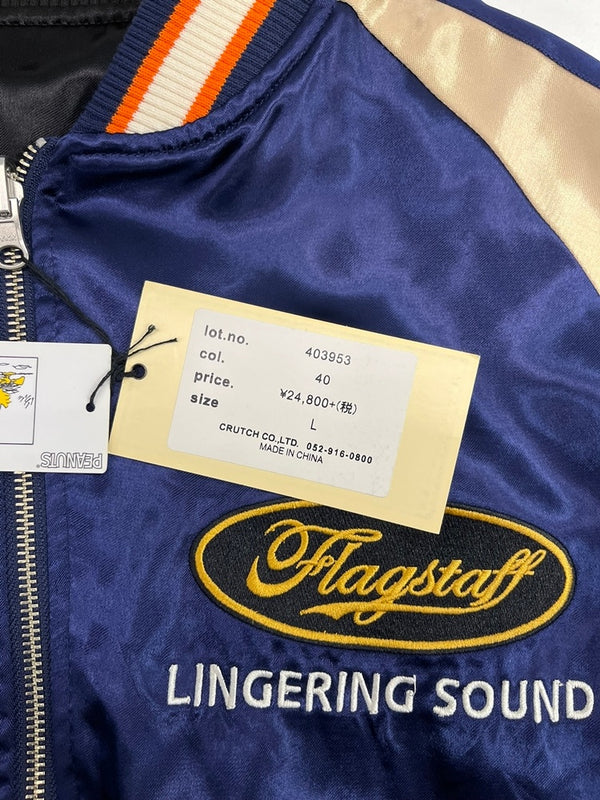 lot.no. 403953
col. 40
price. ¥24,800+(税)
size L
CRUTCH CO.,LTD. 052-916-0800
MADE IN CHINA
PEANUTS
Flagstaff
LINGERING SOUND